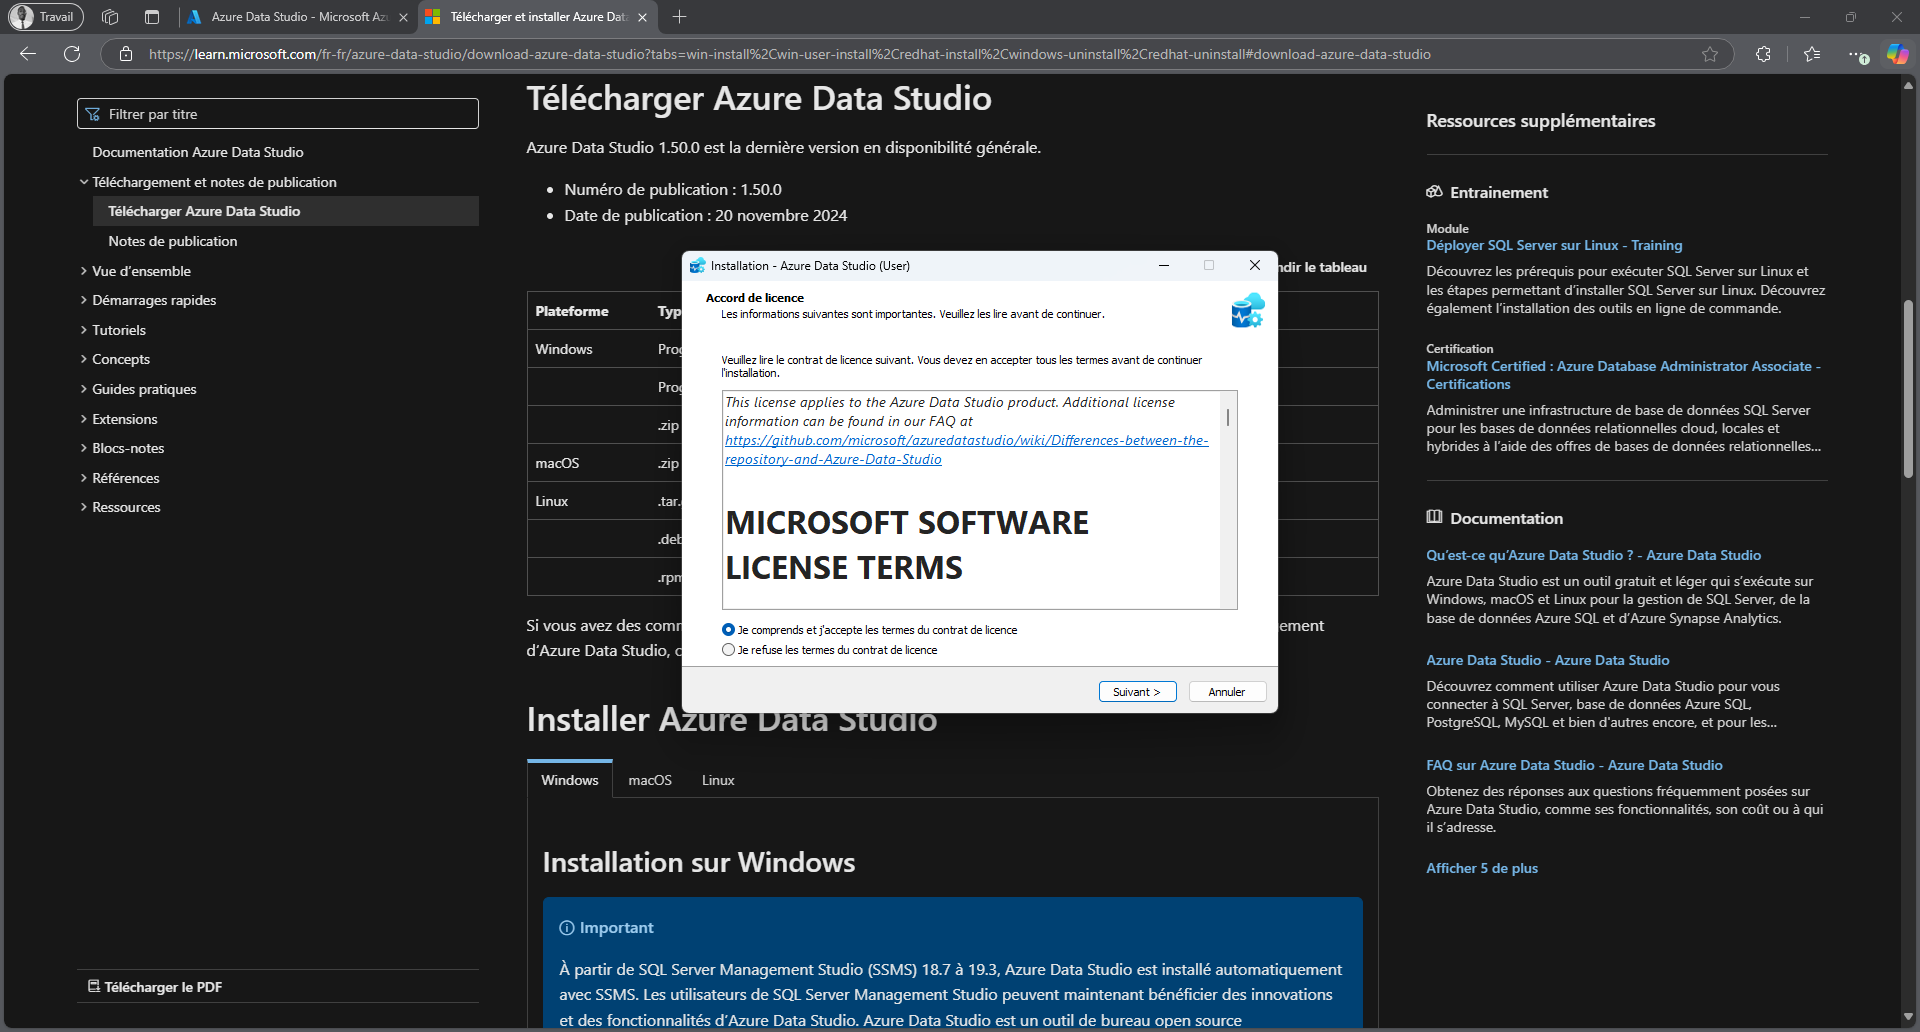 Travail
Azure Data Studio - Microsoft Az
Télécharger et installer Azure Dat
https://learn.microsoft.com/fr-fr/azure-data-studio/download-azure-data-studio?tabs=win-install%2Cwin-user-install%2Credhat-install%2Cwindows-uninstall%2Credhat-uninstall#download-azure-data-studio
Filtrer par titre
Documentation Azure Data Studio
Téléchargement et notes de publication
Télécharger Azure Data Studio
Notes de publication
Vue d'ensemble
Démarrages rapides
Tutoriels
Concepts
Guides pratiques
Extensions
Blocs-notes
Références
Ressources
Télécharger le PDF
Télécharger Azure Data Studio
Azure Data Studio 1.50.0 est la dernière version en disponibilité générale.
• Numéro de publication : 1.50.0
• Date de publication : 20 novembre 2024
ndir le tableau
Plateforme Typ
Windows Prog
Prog
.zip
macOS .zip
Linux .tar.
.deb
.rpm
Si vous avez des comm
ement
d'Azure Data Studio, c
Installer Azure Data Studio
Windows macOS Linux
Installation sur Windows
Important
À partir de SQL Server Management Studio (SSMS) 18.7 à 19.3, Azure Data Studio est installé automatiquement
avec SSMS. Les utilisateurs de SQL Server Management Studio peuvent maintenant bénéficier des innovations
et des fonctionnalités d'Azure Data Studio. Azure Data Studio est un outil de bureau open source
Installation - Azure Data Studio (User)
Accord de licence
Les informations suivantes sont importantes. Veuillez les lire avant de continuer.
Veuillez lire le contrat de licence suivant. Vous devez en accepter tous les termes avant de continuer
l'installation.
This license applies to the Azure Data Studio product. Additional license
information can be found in our FAQ at
https://github.com/microsoft/azuredatastudio/wiki/Differences-between-the-
repository-and-Azure-Data-Studio
MICROSOFT SOFTWARE
LICENSE TERMS
Je comprends et j'accepte les termes du contrat de licence
Je refuse les termes du contrat de licence
Suivant > Annuler
Ressources supplémentaires
Entrainement
Module
Déployer SQL Server sur Linux - Training
Découvrez les prérequis pour exécuter SQL Server sur Linux et
les étapes permettant d'installer SQL Server sur Linux. Découvrez
également l'installation des outils en ligne de commande.
Certification
Microsoft Certified : Azure Database Administrator Associate -
Certifications
Administrer une infrastructure de base de données SQL Server
pour les bases de données relationnelles cloud, locales et
hybrides à l'aide des offres de bases de données relationnelles...
Documentation
Qu'est-ce qu'Azure Data Studio ? - Azure Data Studio
Azure Data Studio est un outil gratuit et léger qui s'exécute sur
Windows, macOS et Linux pour la gestion de SQL Server, de la
base de données Azure SQL et d'Azure Synapse Analytics.
Azure Data Studio - Azure Data Studio
Découvrez comment utiliser Azure Data Studio pour vous
connecter à SQL Server, base de données Azure SQL,
PostgreSQL, MySQL et bien d'autres encore, et pour les...
FAQ sur Azure Data Studio - Azure Data Studio
Obtenez des réponses aux questions fréquemment posées sur
Azure Data Studio, comme ses fonctionnalités, son coût ou à qui
il s'adresse.
Afficher 5 de plus